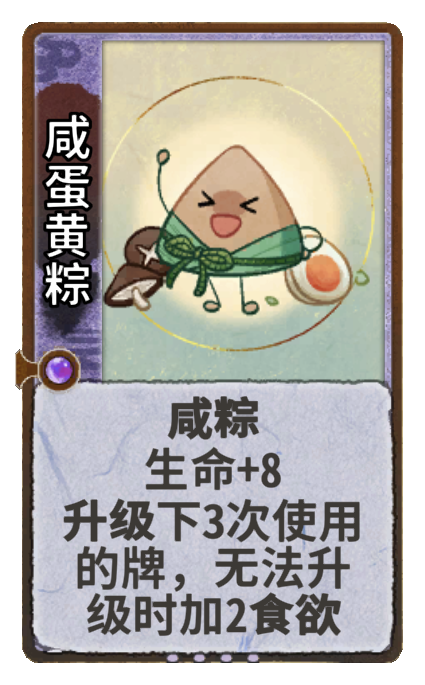 咸蛋黄粽
咸粽
生命+8
升级下3次使用
的牌，无法升
级时加2食欲